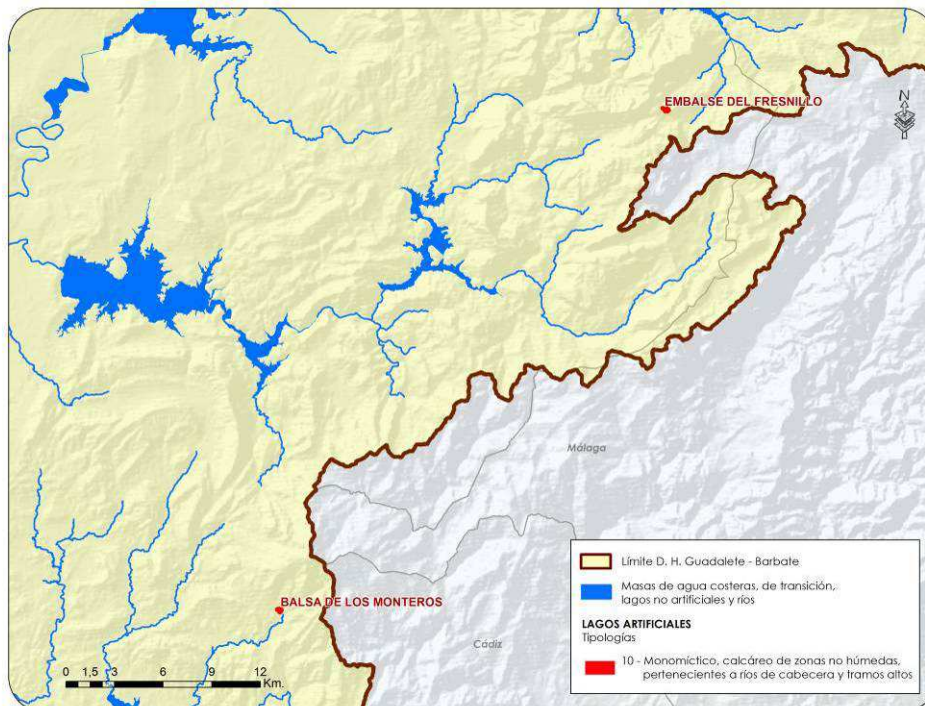 EMBALSE DEL FRESNILLO
N
Málaga
BALSA DE LOS MONTEROS
Cádiz
0 1,5 3 6 9 12
Km.
Límite D. H. Guadalete - Barbate
Masas de agua costeras, de transición,
lagos no artificiales y ríos
LAGOS ARTIFICIALES
Tipologías
10 - Monomíctico, calcáreo de zonas no húmedas,
pertenecientes a ríos de cabecera y tramos altos